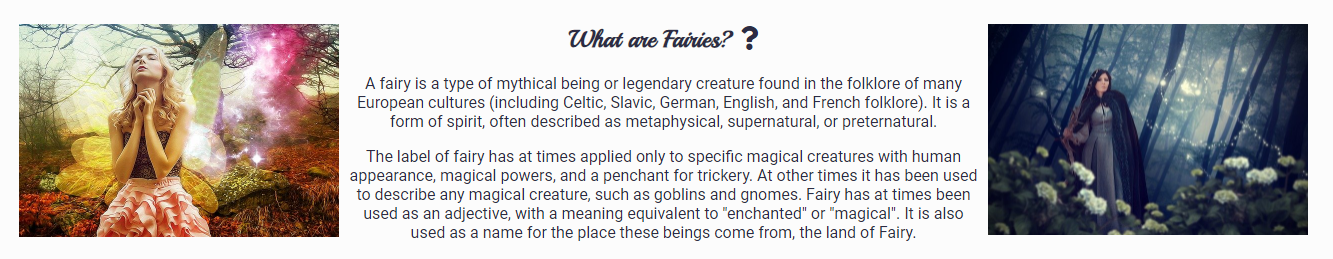 What are Fairies? ?
A fairy is a type of mythical being or legendary creature found in the folklore of many
European cultures (including Celtic, Slavic, German, English, and French folklore). It is a
form of spirit, often described as metaphysical, supernatural, or preternatural.
The label of fairy has at times applied only to specific magical creatures with human
appearance, magical powers, and a penchant for trickery. At other times it has been used
to describe any magical creature, such as goblins and gnomes. Fairy has at times been
used as an adjective, with a meaning equivalent to "enchanted" or "magical". It is also
used as a name for the place these beings come from, the land of Fairy.